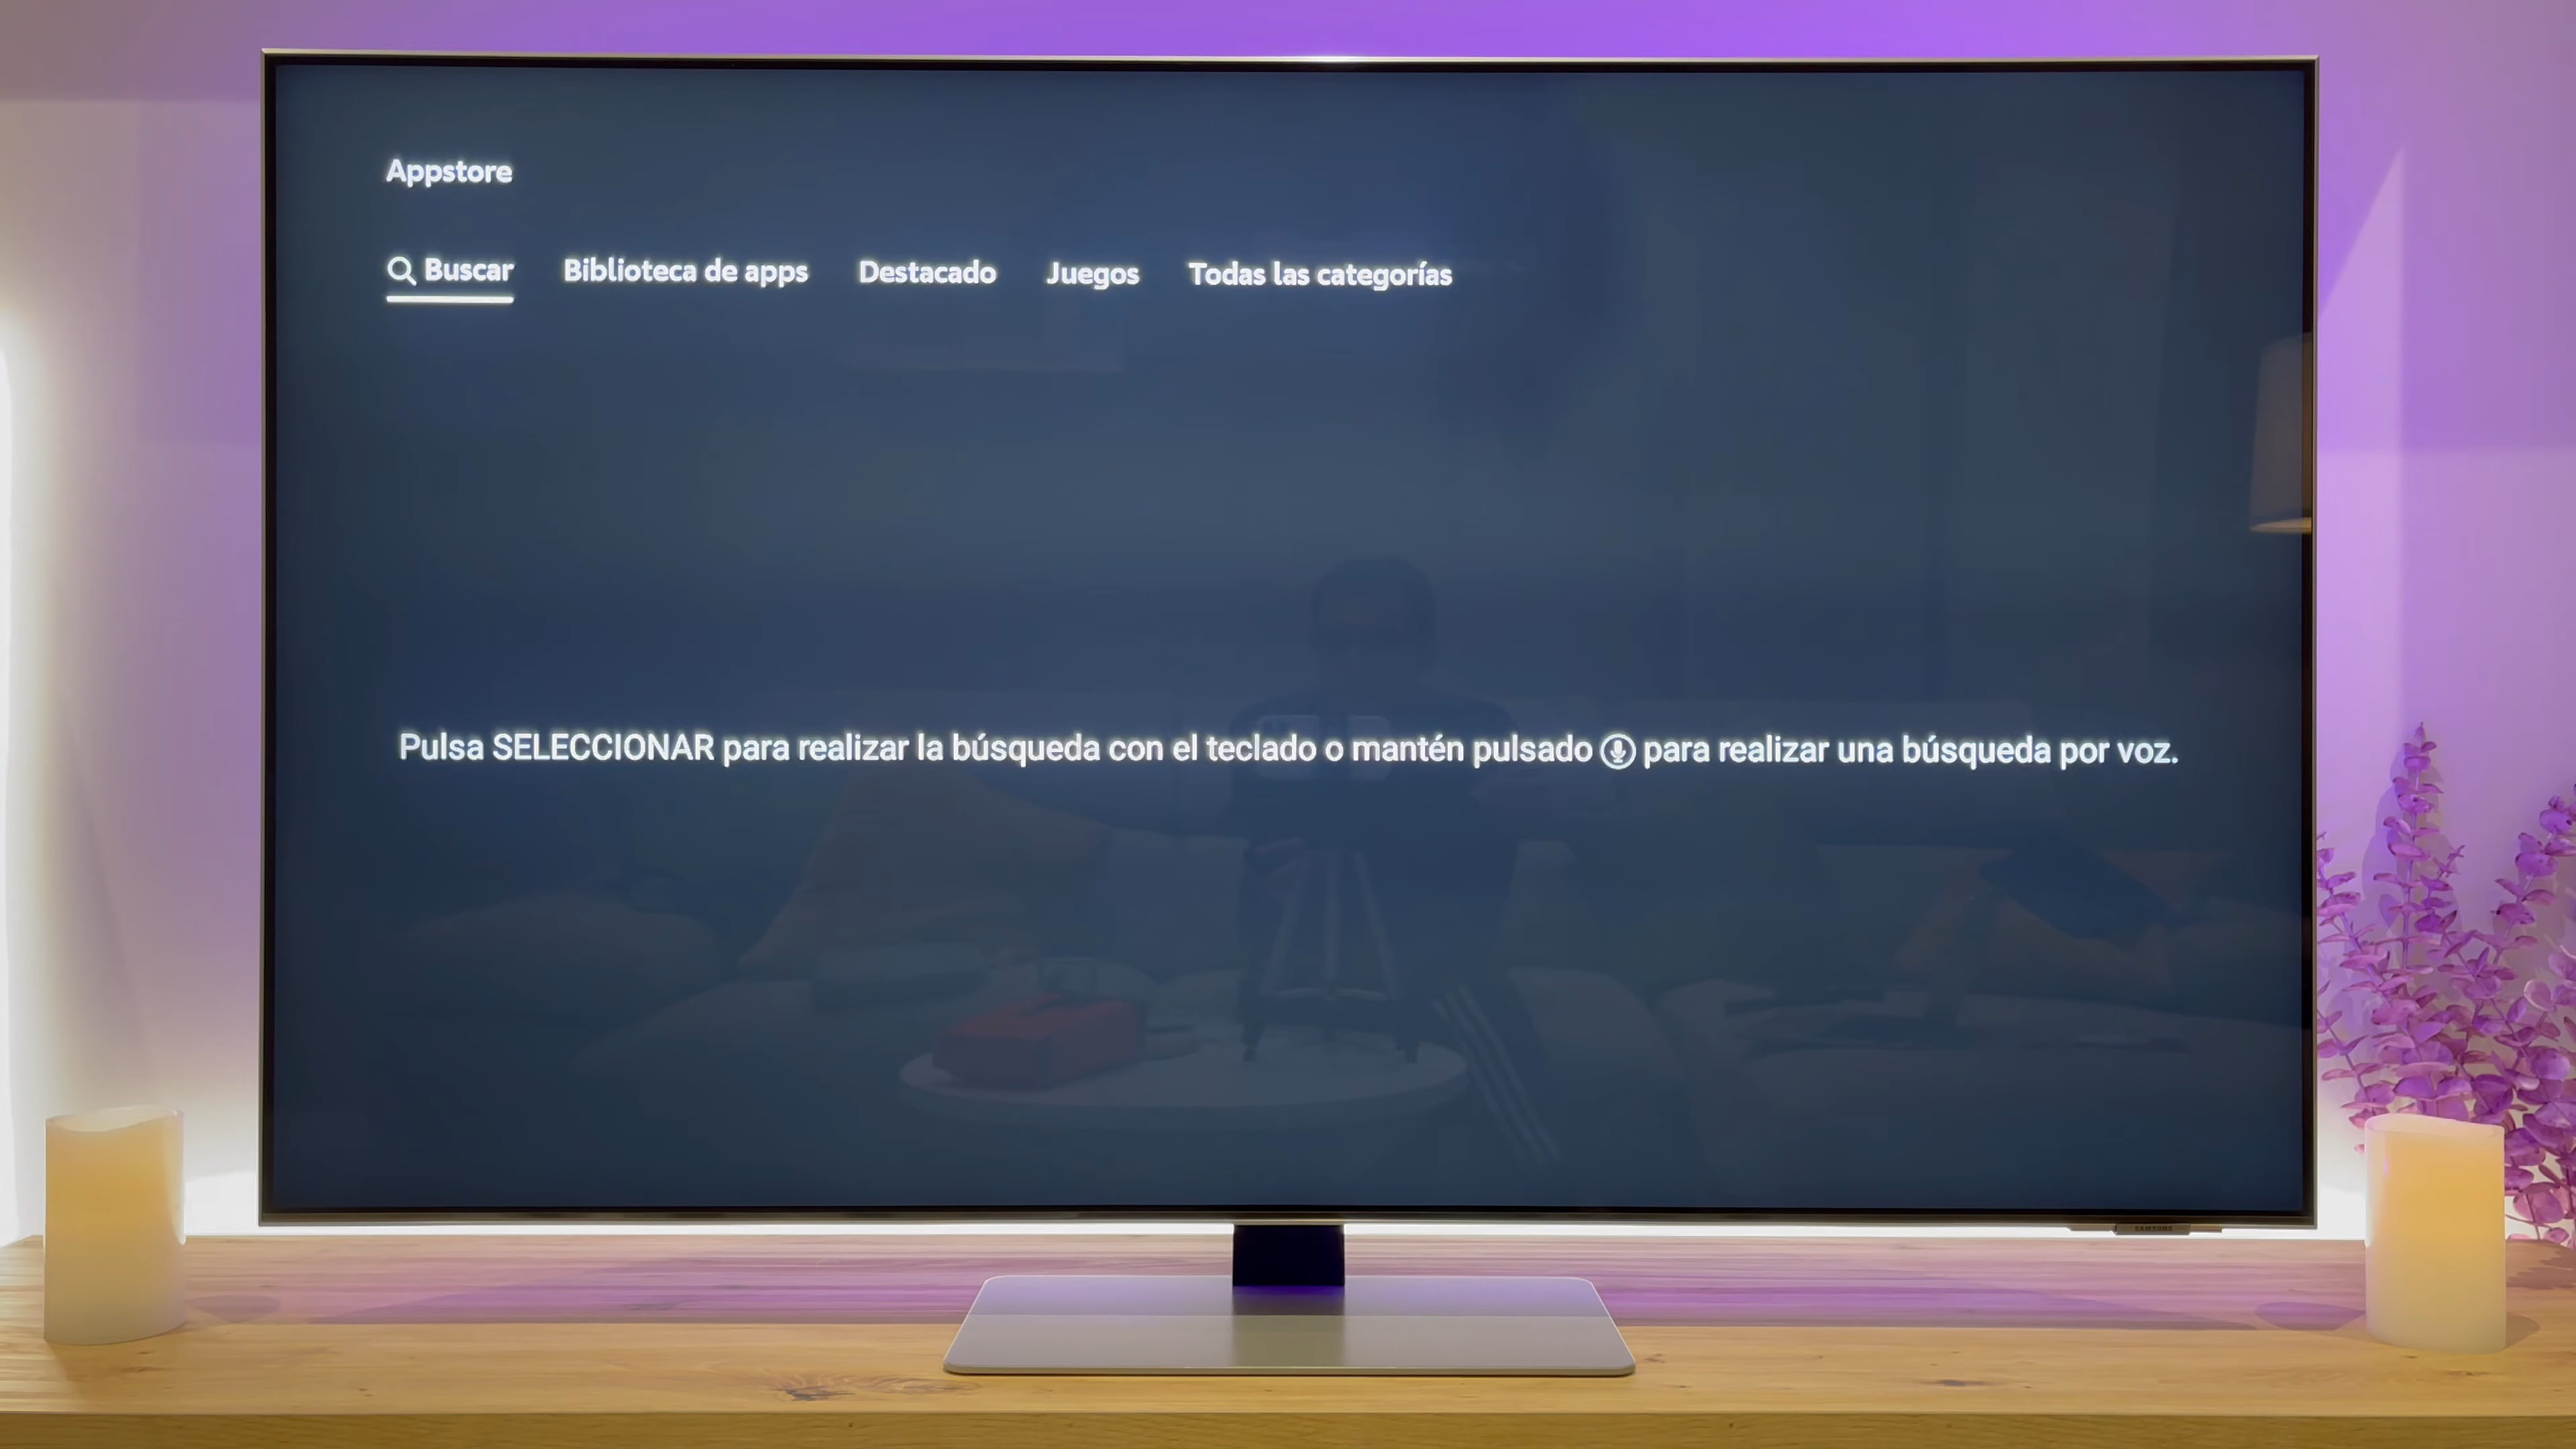 Appstore
Buscar Biblioteca de apps Destacado Juegos Todas las categorías
Pulsa SELECCIONAR para realizar la búsqueda con el teclado o mantén pulsado para realizar una búsqueda por voz.
SAMSUNG